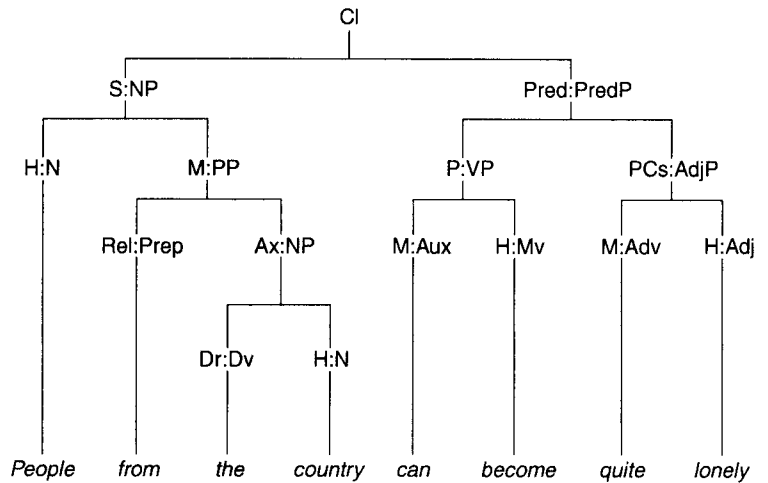 Cl
S:NP Pred:PredP
H:N M:PP P:VP PCs:AdjP
Rel:Prep Ax:NP M:Aux H:Mv M:Adv H:Adj
Dr:Dv H:N
People from the country can become quite lonely